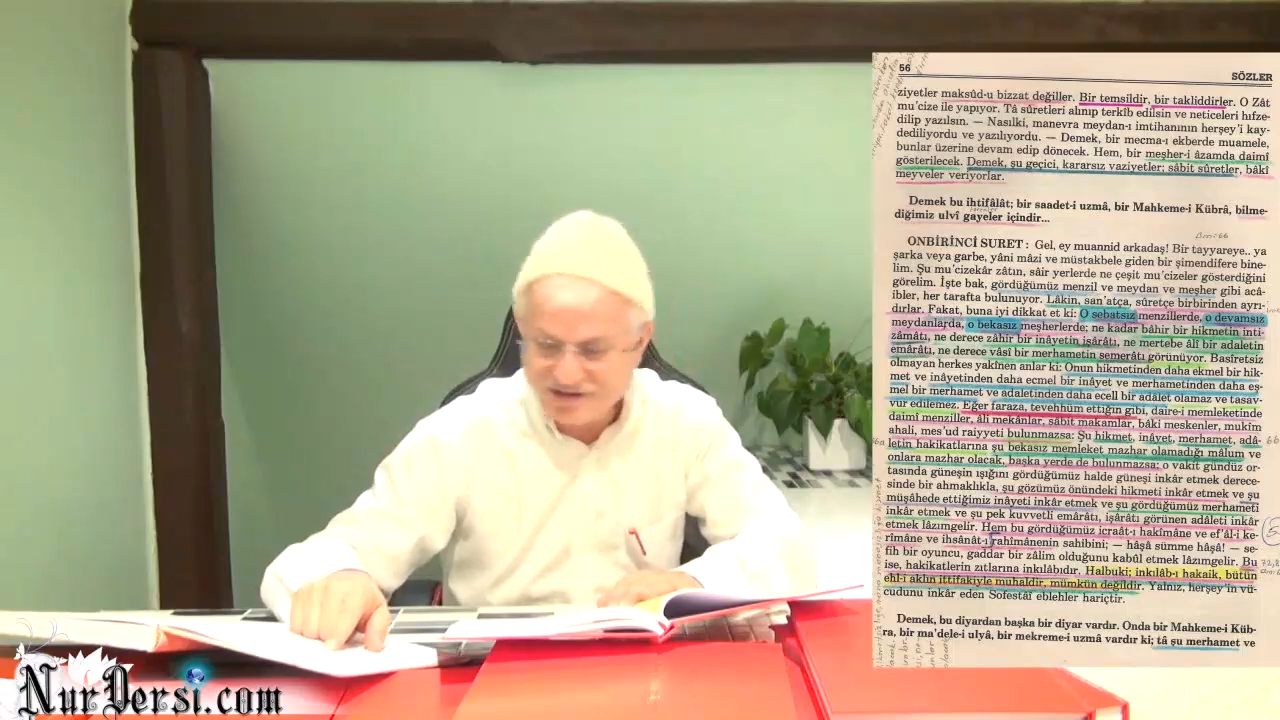 56
SÖZLER
ziyetler maksûd-u bizzat değiller. Bir temsildir, bir takliddirler. O Zât
mu'cize ile yapıyor. Tâ sûretleri alınıp terkîb edilsin ve neticeleri hıfze-
dilip yazılsın. — Nasılki, manevra meydan-ı imtihanının herşey'i kay-
dediliyordu ve yazılıyordu. — Demek, bir mecma-ı ekberde muamele,
bunlar üzerine devam edip dönecek. Hem, bir meşher-i âzamda daimî
gösterilecek. Demek, şu geçici, kararsız vaziyetler; sâbit sûretler, bâki
meyveler veriyorlar.
Demek bu ihtifâlât; bir saadet-i uzmâ, bir Mahkeme-i Kübrâ, bilme-
diğimiz ulvî gayeler içindir...
ONBİRİNCİ SURET : Gel, ey muannid arkadaş! Bir tayyareye.. ya
şarka veya garbe, yâni mâzi ve müstakbele giden bir şimendifere bine-
lim. Şu mu'cizekâr zâtın, sâir yerlerde ne çeşit mu'cizeler gösterdiğini
görelim. İşte bak, gördüğümüz menzil ve meydan ve meşher gibi acâ-
ibler, her tarafta bulunuyor. Lâkin, san'atça, sûretçe birbirinden ayrı-
dırlar. Fakat, buna iyi dikkat et ki: O sebatsız menzillerde, o devamsız
meydanlarda, o bekasız meşherlerde; ne kadar bâhir bir hikmetin inti-
zâmâtı, ne derece zâhir bir inâyetin işârâtı, ne mertebe âlî bir adaletin
emârâtı, ne derece vâsî bir merhametin semerâtı görünüyor. Basîretsiz
olmayan herkes yakînen anlar ki: Onun hikmetinden daha ekmel bir hik-
met ve inâyetinden daha ecmel bir inâyet ve merhametinden daha eş-
mel bir merhamet ve adaletinden daha ecell bir adâlet olamaz ve tasav-
vur edilemez. Eğer faraza, tevehhüm ettiğin gibi, daire-i memleketinde
daimî menziller, âli mekânlar, sâbit makamlar, bâki meskenler, mukîm
ahali, mes'ud raiyyeti bulunmazsa: Şu hikmet, inâyet, merhamet, adâ-
letin hakikatlarına şu bekasız memleket mazhar olamadığı mâlum ve
onlara mazhar olacak, başka yerde de bulunmazsa: o vakit gündüz or-
tasında güneşin ışığını gördüğümüz halde güneşi inkâr etmek derece-
sinde bir ahmaklıkla, şu gözümüz önündeki hikmeti inkâr etmek ve şu
müşâhede ettiğimiz inâyeti inkâr etmek ve şu gördüğümüz merhameti
inkâr etmek ve şu pek kuvvetli emârâtı, işârâtı görünen adâleti inkâr
etmek lâzımgelir. Hem bu gördüğümüz icraât-ı hakîmâne ve ef'âl-i ke-
rîmâne ve ihsânât-ı rahîmânenin sahibini; — hâşâ sümme hâşâ! — se-
fih bir oyuncu, gaddar bir zâlim olduğunu kabûl etmek lâzımgelir. Bu
ise, hakikatlerin zıtlarına inkılâbıdır. Halbuki; inkılâb-ı hakaik, bütün
ehl-i aklın ittifakiyle muhaldir, mümkün değildir. Yalnız, herşey'in vü-
cudunu inkâr eden Sofestâî eblehler hariçtir.
Demek, bu diyardan başka bir diyar vardır. Onda bir Mahkeme-i Küb-
ra, bir ma'dele-i ulyâ, bir mekreme-i uzmâ vardır ki; tâ şu merhamet ve
NurDersi.com